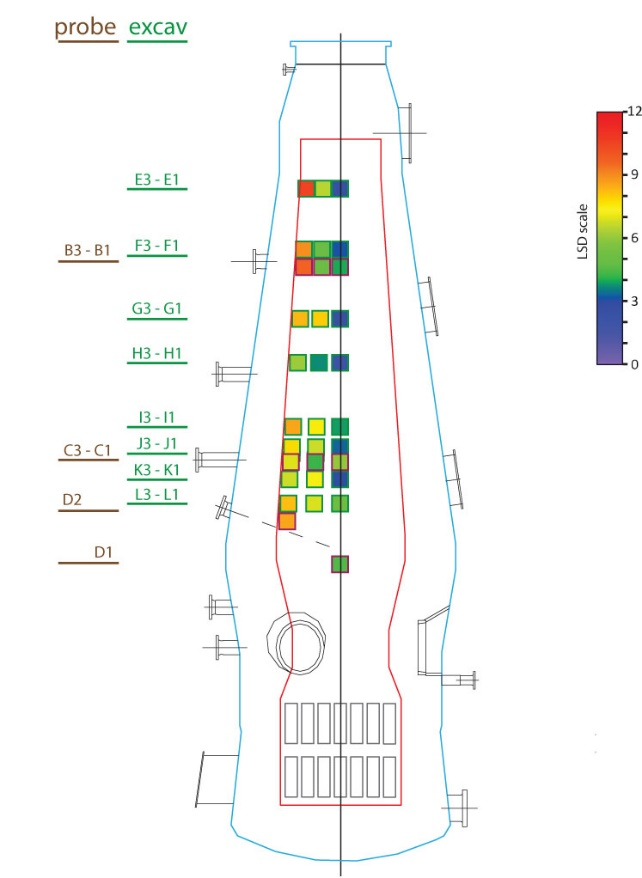 probe excav
E3 - E1
B3 - B1 F3 - F1
G3 - G1
H3 - H1
I3 - I1
C3 - C1 J3 - J1
K3 - K1
D2 L3 - L1
D1
LSD scale
12
9
6
3
0